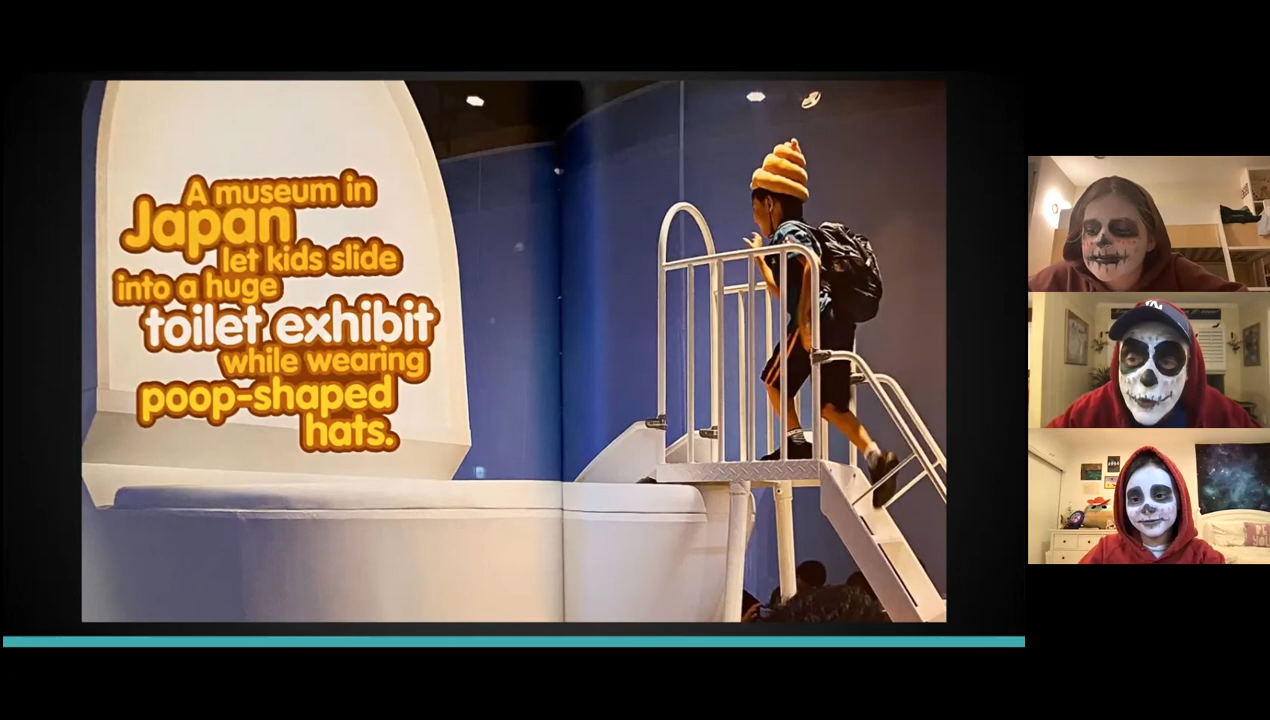 A museum in
Japan
let kids slide
into a huge
toilet exhibit
while wearing
poop-shaped
hats.